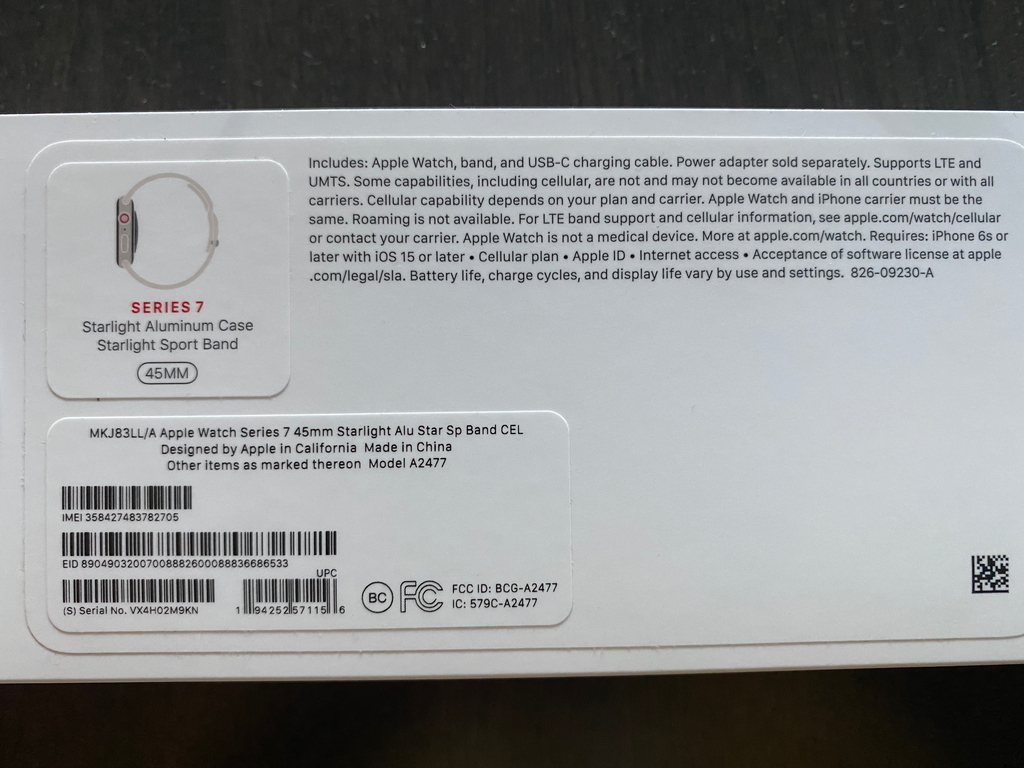 Includes: Apple Watch, band, and USB-C charging cable. Power adapter sold separately. Supports LTE and
UMTS. Some capabilities, including cellular, are not and may not become available in all countries or with all
carriers. Cellular capability depends on your plan and carrier. Apple Watch and iPhone carrier must be the
same. Roaming is not available. For LTE band support and cellular information, see apple.com/watch/cellular
or contact your carrier. Apple Watch is not a medical device. More at apple.com/watch. Requires: iPhone 6s or
later with iOS 15 or later • Cellular plan • Apple ID • Internet access • Acceptance of software license at apple
.com/legal/sla. Battery life, charge cycles, and display life vary by use and settings. 826-09230-A
SERIES 7
Starlight Aluminum Case
Starlight Sport Band
45MM
MKJ83LL/A Apple Watch Series 7 45mm Starlight Alu Star Sp Band CEL
Designed by Apple in California Made in China
Other items as marked thereon Model A2477
IMEI 358427483782705
EID 89049032007008882600088836686533
UPC
(S) Serial No. VX4H02M9KN
1 94252 57115 6
BC FC
FCC ID: BCG-A2477
IC: 579C-A2477